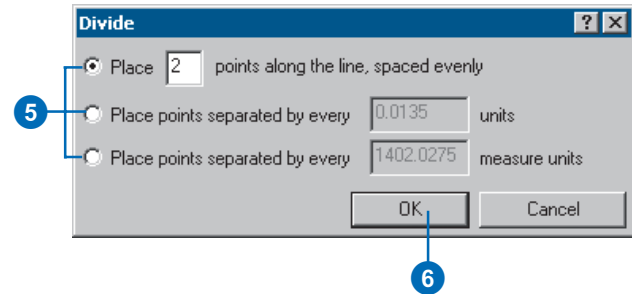 Divide ? X
Place 2 points along the line, spaced evenly
5
Place points separated by every 0.0135 units
Place points separated by every 1402.0275 measure units
OK Cancel
6